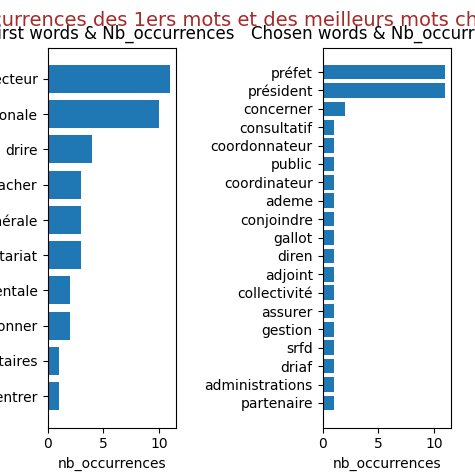 currences des 1ers mots et des meilleurs mots ch
irst words & Nb_occurrences
Chosen words & Nb_occurr
ecteur
onale
drire
acher
érale
tariat
entale
onner
taires
entrer
0 5 10
nb_occurrences
préfet
président
concerner
consultatif
coordonnateur
public
coordinateur
ademe
conjoindre
gallot
diren
adjoint
collectivité
assurer
gestion
srfd
driaf
administrations
partenaire
0 5 10
nb_occurrences